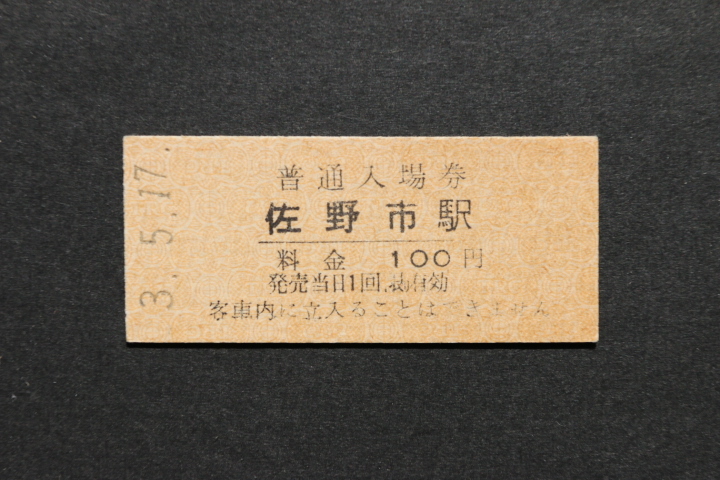 普通入場券
佐野市駅
料金 100円
発売当日1回 有効
客車内に立入ることはできません
3.5.17.